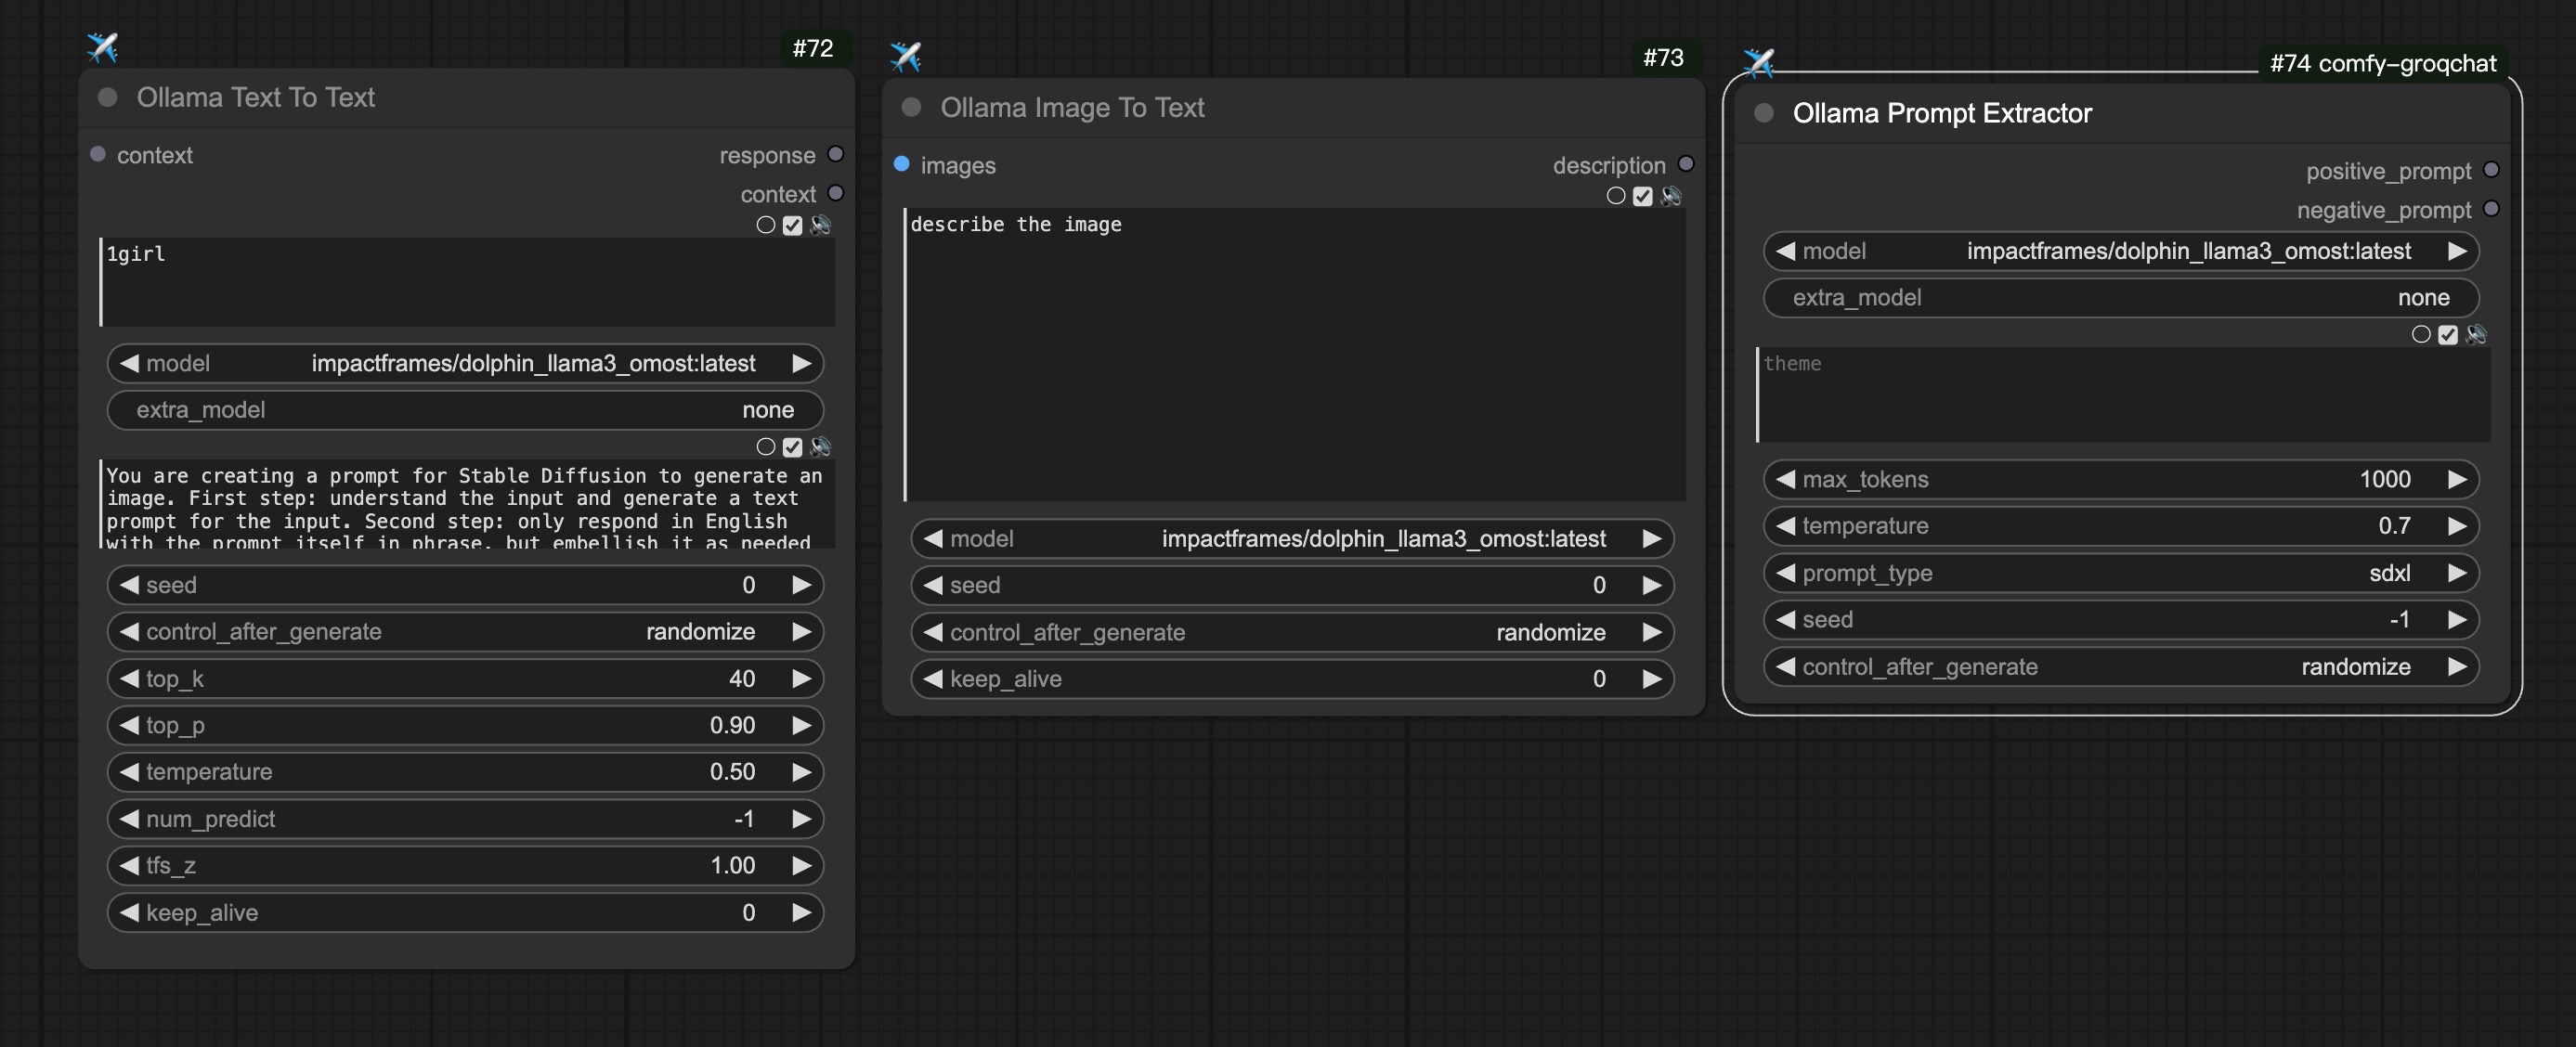 #72
Ollama Text To Text
context response
context
1girl
model impactframes/dolphin_llama3_omost:latest
extra_model none
You are creating a prompt for Stable Diffusion to generate an
image. First step: understand the input and generate a text
prompt for the input. Second step: only respond in English
with the prompt itself in phrase, but embellish it as needed
seed 0
control_after_generate randomize
top_k 40
top_p 0.90
temperature 0.50
num_predict -1
tfs_z 1.00
keep_alive 0
#73
Ollama Image To Text
images description
describe the image
model impactframes/dolphin_llama3_omost:latest
seed 0
control_after_generate randomize
keep_alive 0
#74 comfy-groqchat
Ollama Prompt Extractor
positive_prompt
negative_prompt
model impactframes/dolphin_llama3_omost:latest
extra_model none
theme
max_tokens 1000
temperature 0.7
prompt_type sdxl
seed -1
control_after_generate randomize